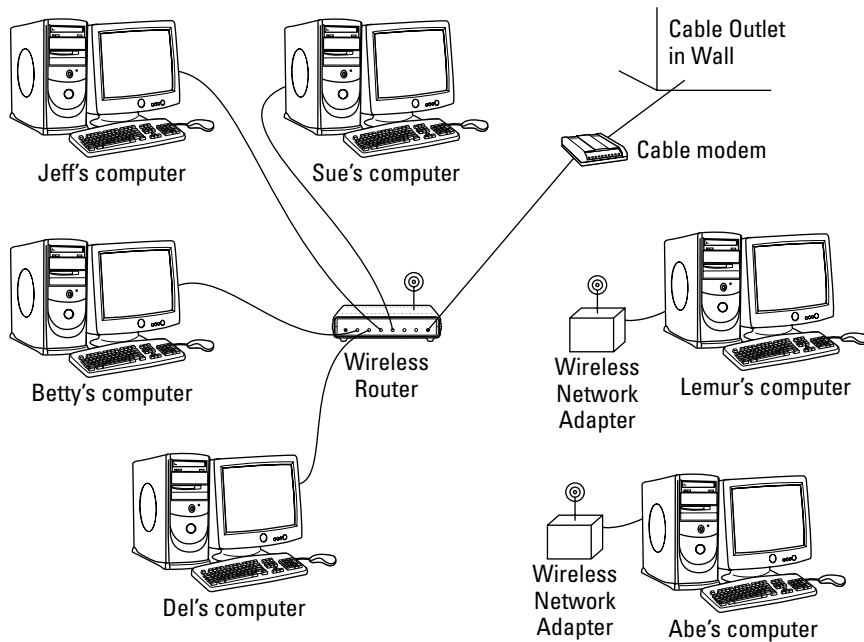 Cable Outlet
in Wall
Jeff's computer
Sue's computer
Cable modem
Betty's computer
Wireless
Router
Wireless
Network
Adapter
Lemur's computer
Del's computer
Wireless
Network
Adapter
Abe's computer